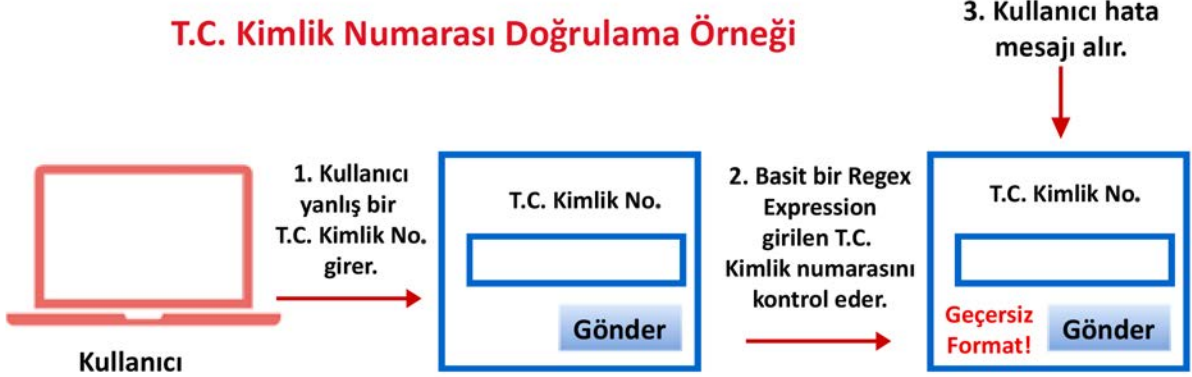 T.C. Kimlik Numarası Doğrulama Örneği
3. Kullanıcı hata
mesajı alır.
1. Kullanıcı
yanlış bir
T.C. Kimlik No.
girer.
T.C. Kimlik No.
Gönder
2. Basit bir Regex
Expression
girilen T.C.
Kimlik numarasını
kontrol eder.
T.C. Kimlik No.
Geçersiz
Format!
Gönder
Kullanıcı